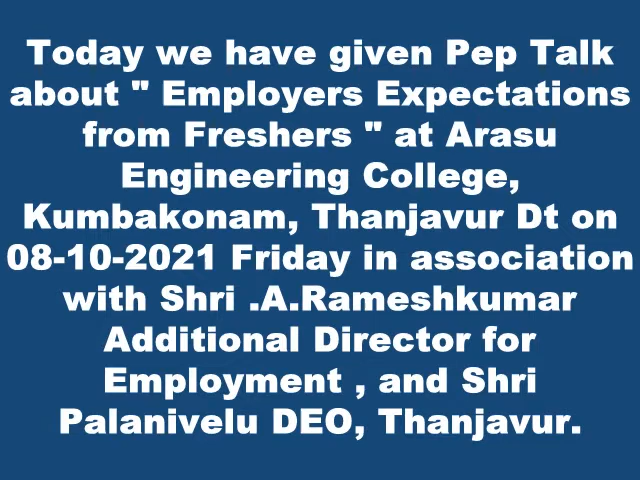 Today we have given Pep Talk
about " Employers Expectations
from Freshers " at Arasu
Engineering College,
Kumbakonam, Thanjavur Dt on
08-10-2021 Friday in association
with Shri .A.Rameshkumar
Additional Director for
Employment , and Shri
Palanivelu DEO, Thanjavur.